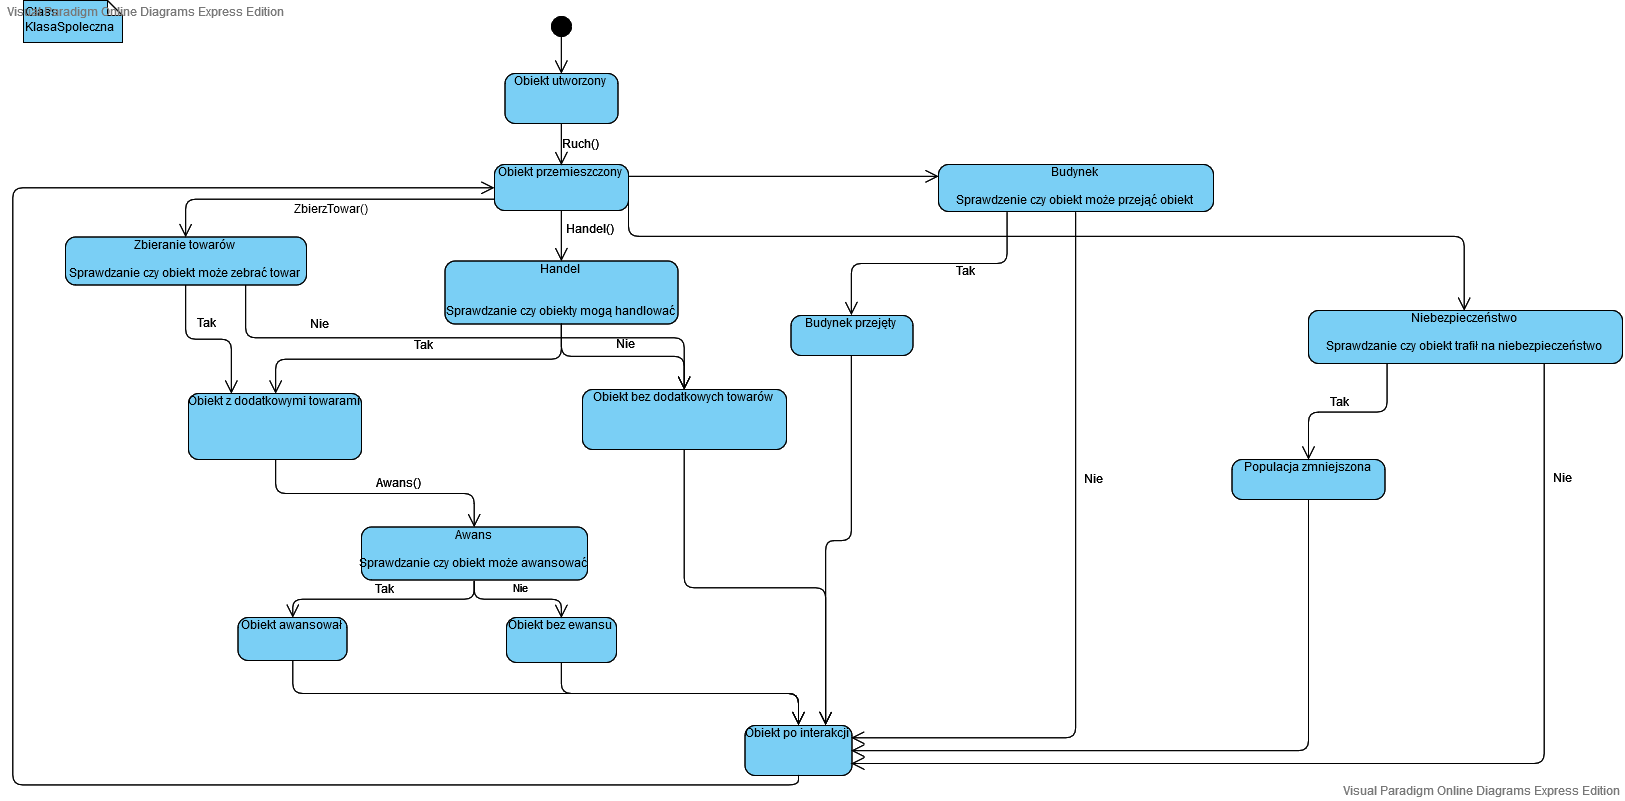 Visual Paradigm Online Diagrams Express Edition
Class
KlasaSpoleczna
Obiekt utworzony
Ruch()
Obiekt przemieszczony
Budynek
Sprawdzenie czy obiekt może przejąć obiekt
ZbierzTowar()
Handel()
Zbieranie towarów
Sprawdzanie czy obiekt może zebrać towar
Handel
Sprawdzanie czy obiekty mogą handlować
Tak
Budynek przejęty
Niebezpieczeństwo
Sprawdzanie czy obiekt trafił na niebezpieczeństwo
Tak
Nie
Tak
Nie
Obiekt z dodatkowymi towarami
Obiekt bez dodatkowych towarów
Tak
Populacja zmniejszona
Nie
Nie
Awans()
Awans
Sprawdzanie czy obiekt może awansować
Tak
Nie
Obiekt awansował
Obiekt bez ewansu
Obiekt po interakcji
Visual Paradigm Online Diagrams Express Edition